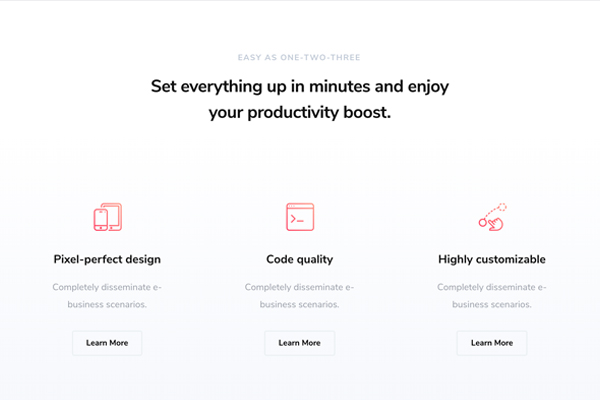 EASY AS ONE-TWO-THREE
Set everything up in minutes and enjoy
your productivity boost.
Pixel-perfect design
Completely disseminate e-
business scenarios.
Learn More
Code quality
Completely disseminate e-
business scenarios.
Learn More
Highly customizable
Completely disseminate e-
business scenarios.
Learn More